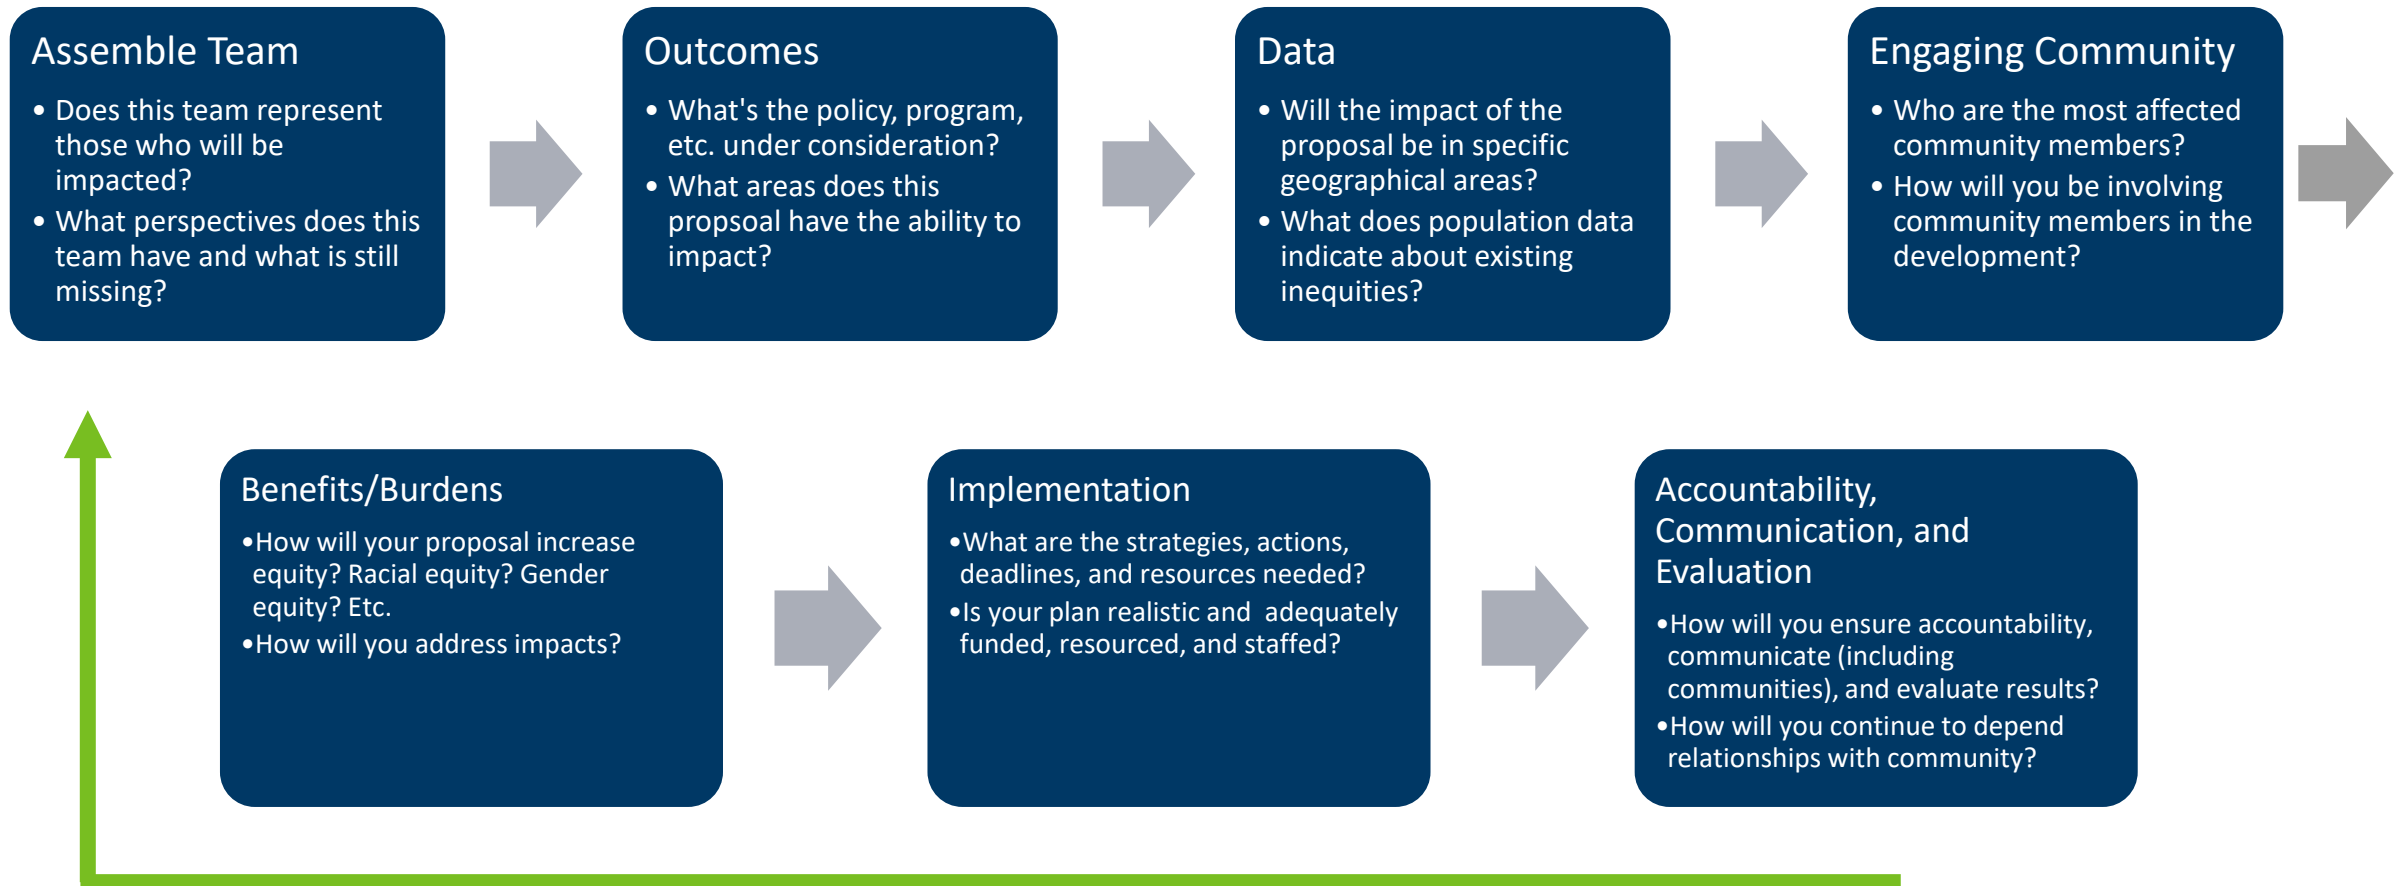 Assemble Team
• Does this team represent
those who will be
impacted?
• What perspectives does this
team have and what is still
missing?
Outcomes
• What's the policy, program,
etc. under consideration?
• What areas does this
propsoal have the ability to
impact?
Data
• Will the impact of the
proposal be in specific
geographical areas?
• What does population data
indicate about existing
inequities?
Engaging Community
• Who are the most affected
community members?
• How will you be involving
community members in the
development?
Benefits/Burdens
•How will your proposal increase
equity? Racial equity? Gender
equity? Etc.
•How will you address impacts?
Implementation
•What are the strategies, actions,
deadlines, and resources needed?
•Is your plan realistic and  adequately
funded, resourced, and staffed?
Accountability,
Communication, and
Evaluation
•How will you ensure accountability,
communicate (including
communities), and evaluate results?
•How will you continue to depend
relationships with community?